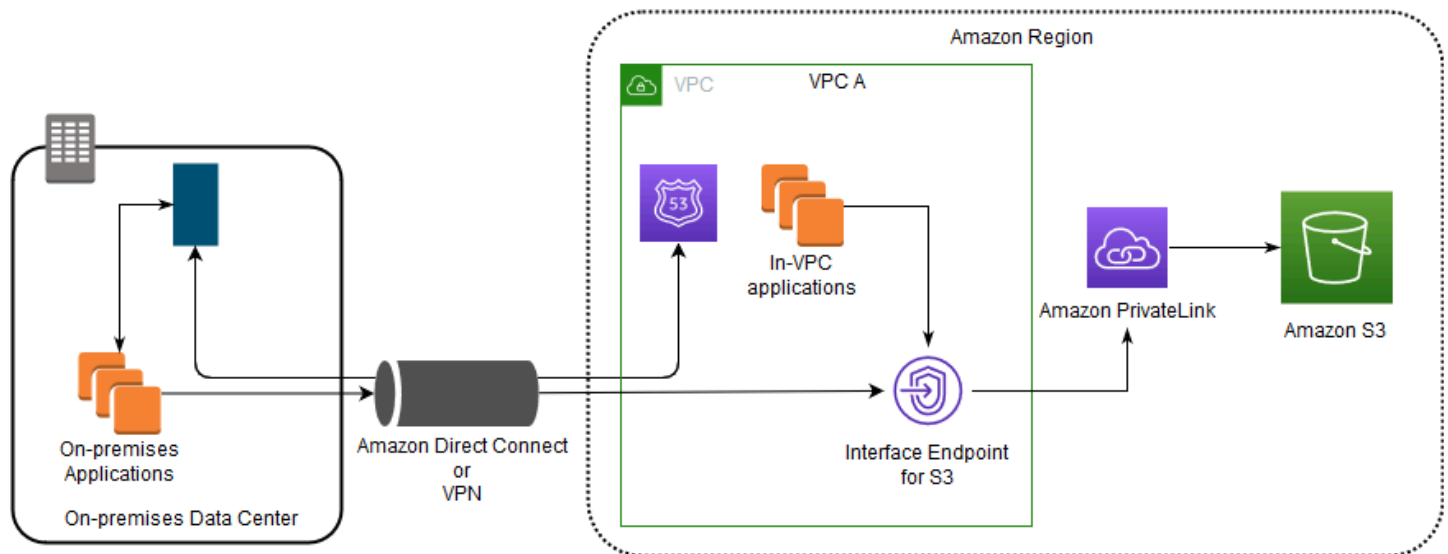 Amazon Region
VPC
VPC A
53
In-VPC
applications
Amazon PrivateLink
Amazon S3
On-premises
Applications
Amazon Direct Connect
or
VPN
Interface Endpoint
for S3
On-premises Data Center